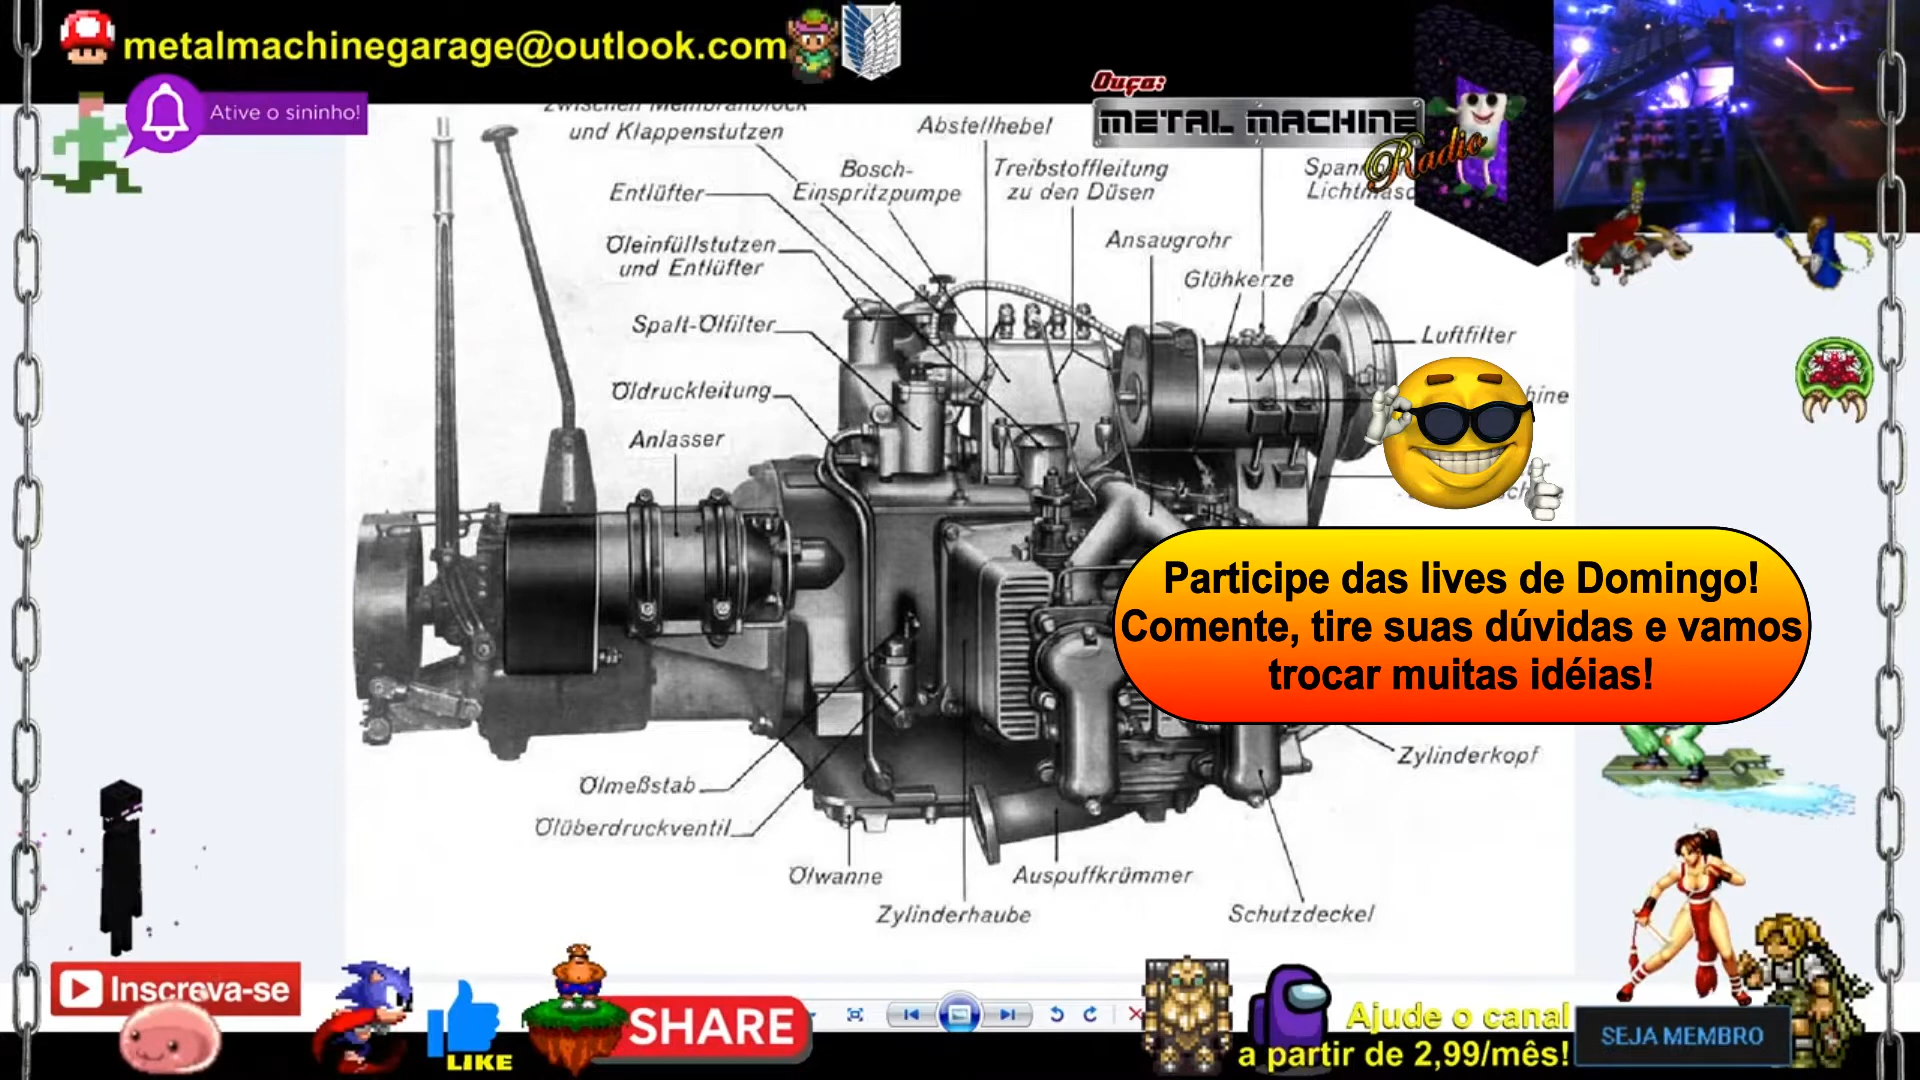 metalmachinegarage@outlook.com
Ative o sininho!
Ouça:
METAL MACHINE
Radio
zwischen Membranblock
und Klappenstutzen
Abstellhebel
Bosch-
Einspritzpumpe
Treibstoffleitung
zu den Düsen
Entlüfter
Öleinfüllstutzen
und Entlüfter
Ansaugrohr
Glühkerze
Spalt-Ölfilter
Luftfilter
Öldruckleitung
Anlasser
Participe das lives de Domingo!
Comente, tire suas dúvidas e vamos
trocar muitas idéias!
Zylinderkopf
Ölmeßstab
Ölüberdruckventil
Ölwanne
Auspuffkrümmer
Zylinderhaube
Schutzdeckel
Inscreva-se
LIKE
SHARE
Ajude o canal
a partir de 2,99/mês!
SEJA MEMBRO